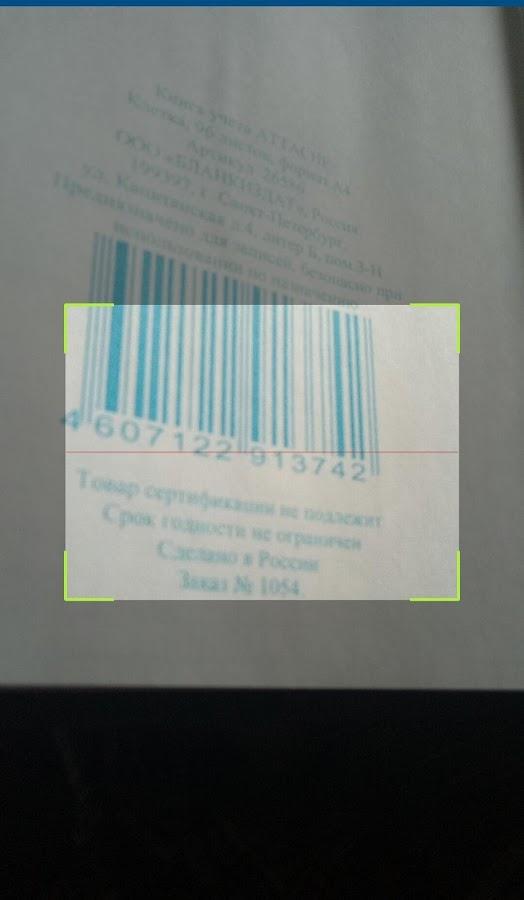 Книга учета ATTACHE
Клетка, 96 листов, формат А4
Артикул
ООО «БЛАНКИЗДАТ», Россия
199397, г. Санкт-Петербург,
ул. Капитанская д.4, литер Б, пом.3-Н
Предназначено для записей, безопасно при
использовании по назначению
4 607122 913742
Товар сертификации не подлежит
Срок годности не ограничен
Сделано в России
Заказ № 1054